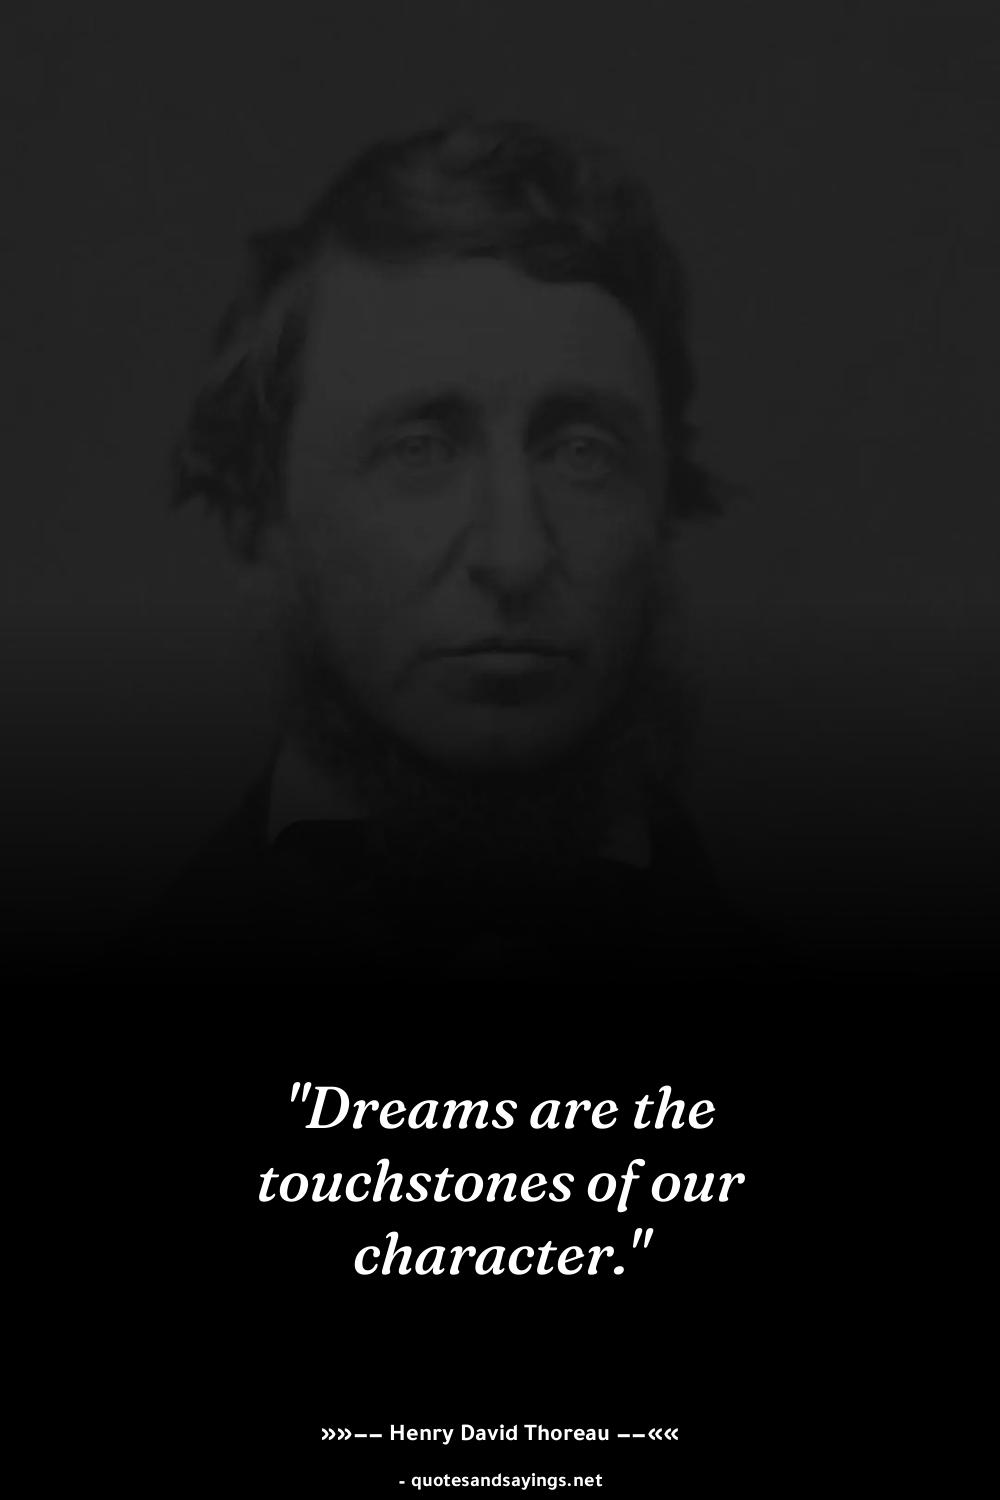 "Dreams are the
touchstones of our
character."
»»−− Henry David Thoreau −−««
- quotesandsayings.net